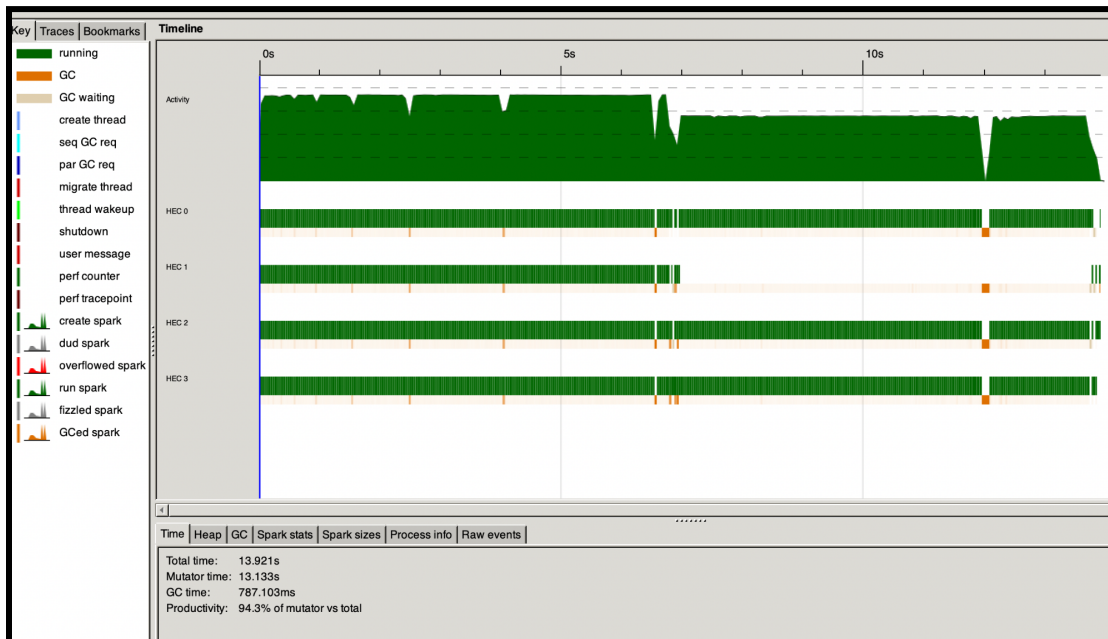 Key Traces Bookmarks
running
GC
GC waiting
create thread
seq GC req
par GC req
migrate thread
thread wakeup
shutdown
user message
perf counter
perf tracepoint
create spark
dud spark
overflowed spark
run spark
fizzled spark
GCed spark
Timeline
0s 5s 10s
Activity
HEC 0
HEC 1
HEC 2
HEC 3
Time Heap GC Spark stats Spark sizes Process info Raw events
Total time: 13.921s
Mutator time: 13.133s
GC time: 787.103ms
Productivity: 94.3% of mutator vs total